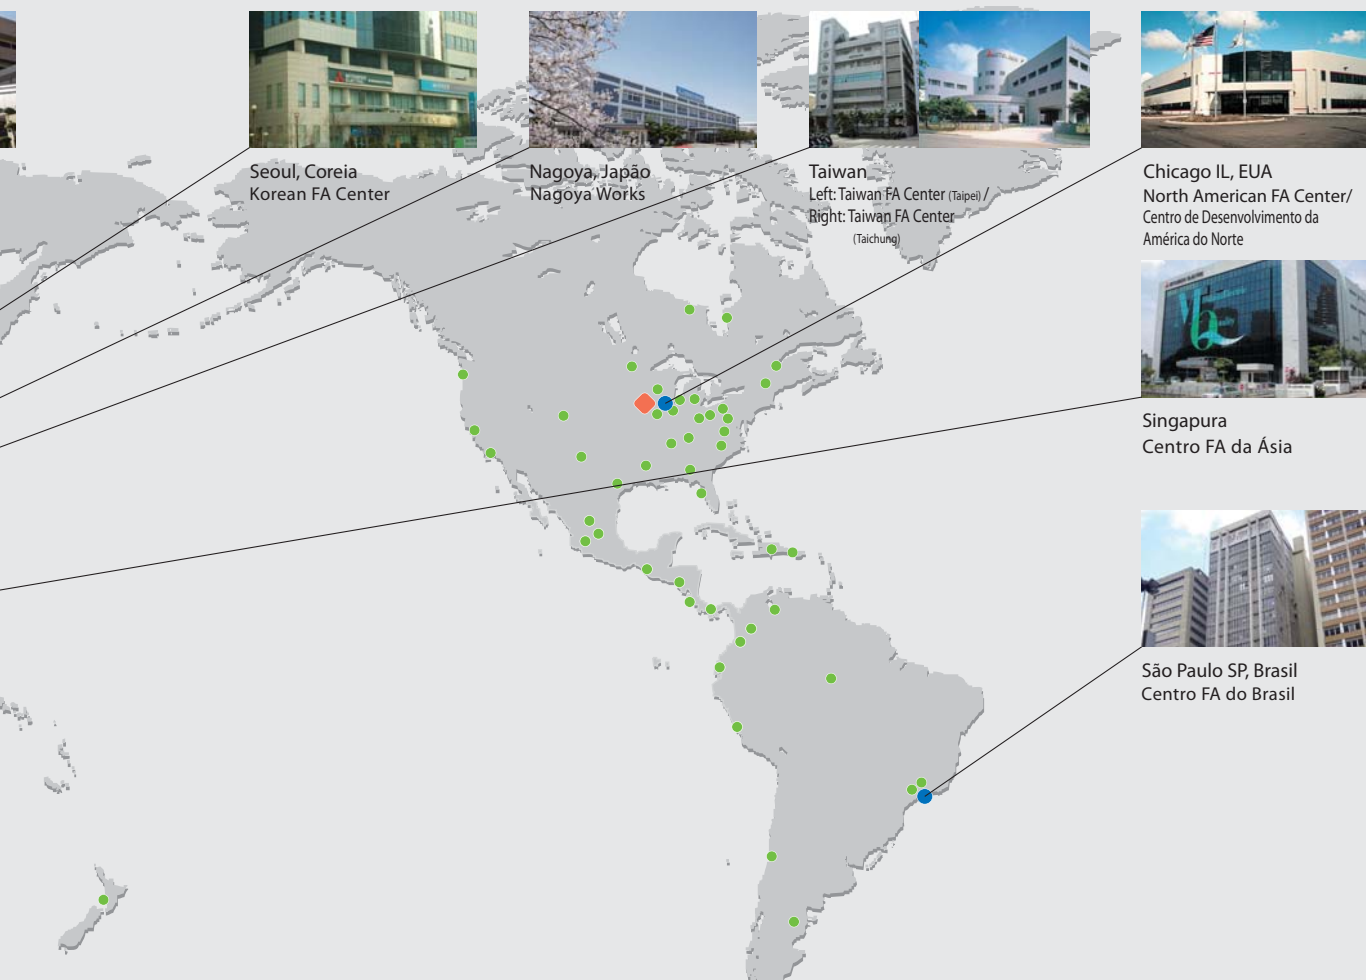 Seoul, Coreia
Korean FA Center
Nagoya, Japão
Nagoya Works
Taiwan
Left: Taiwan FA Center (Taipei) /
Right: Taiwan FA Center
(Taichung)
Chicago IL, EUA
North American FA Center/
Centro de Desenvolvimento da
América do Norte
Singapura
Centro FA da Ásia
São Paulo SP, Brasil
Centro FA do Brasil